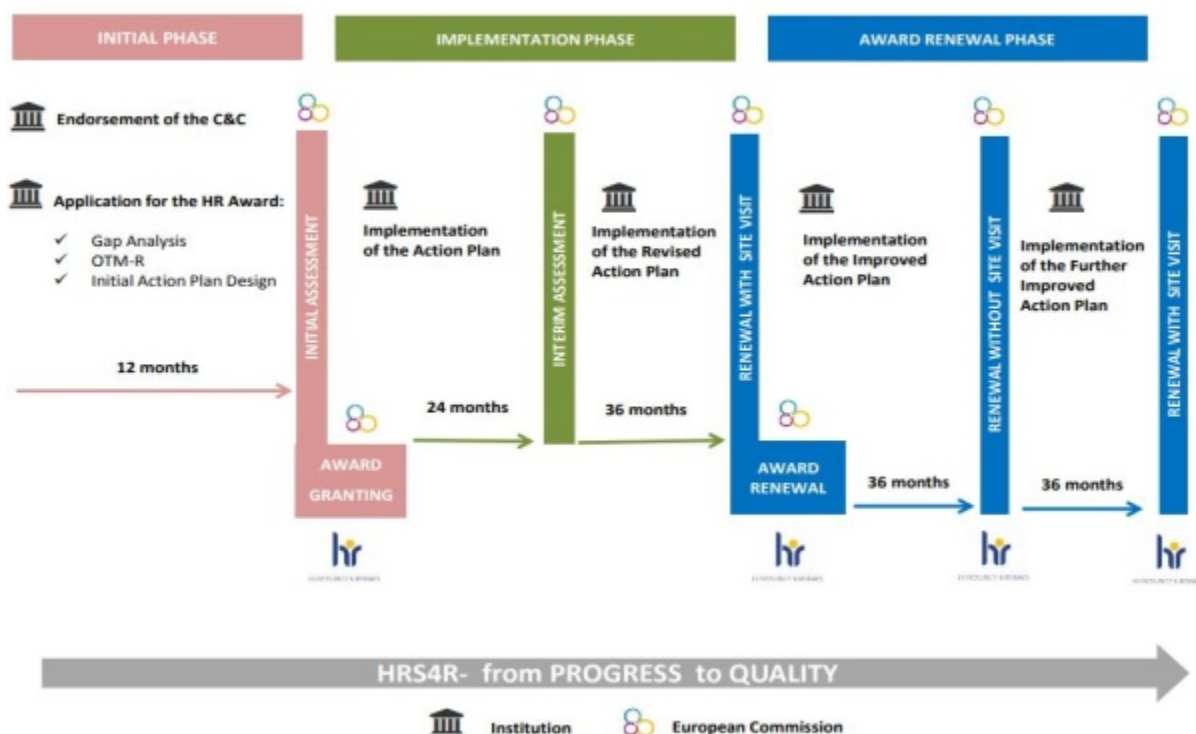 INITIAL PHASE
IMPLEMENTATION PHASE
AWARD RENEWAL PHASE
Endorsement of the C&C
Application for the HR Award:
✓ Gap Analysis
✓ OTM-R
✓ Initial Action Plan Design
12 months
INITIAL ASSESSMENT
AWARD
GRANTING
hr
Implementation
of the Action Plan
24 months
INTERIM ASSESSMENT
Implementation
of the Revised
Action Plan
36 months
RENEWAL WITH SITE VISIT
AWARD
RENEWAL
hr
Implementation
of the Improved
Action Plan
36 months
RENEWAL WITHOUT SITE VISIT
hr
Implementation
of the Further
Improved
Action Plan
36 months
RENEWAL WITH SITE VISIT
hr
HRS4R- from PROGRESS to QUALITY
Institution
European Commission